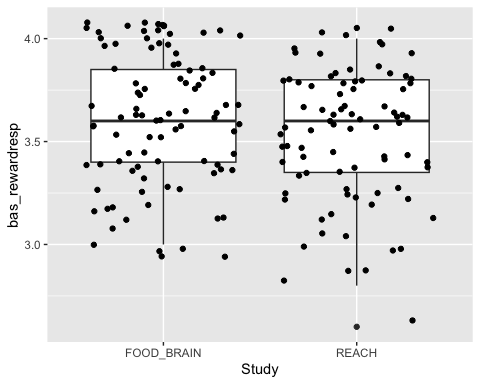 4.0
3.5
3.0
bas_rewardresp
FOOD_BRAIN
REACH
Study